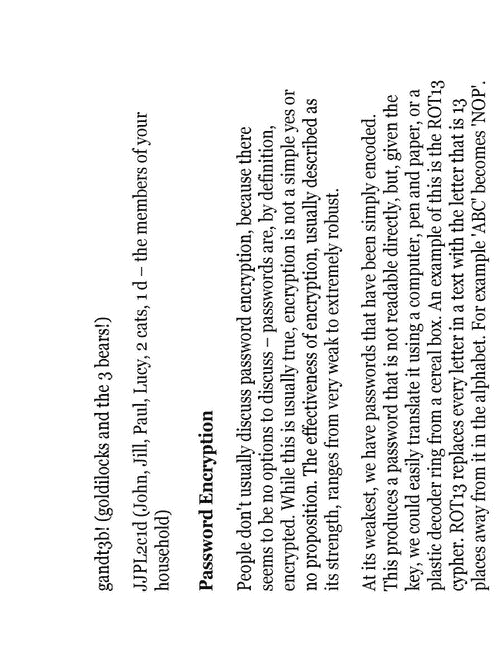 gandt3b! (goldilocks and the 3 bears!)
JJPL2c1d (John, Jill, Paul, Lucy, 2 cats, 1 d – the members of your
household)
Password Encryption
People don't usually discuss password encryption, because there
seems to be no options to discuss – passwords are, by definition,
encrypted. While this is usually true, encryption is not a simple yes or
no proposition. The effectiveness of encryption, usually described as
its strength, ranges from very weak to extremely robust.
At its weakest, we have passwords that have been simply encoded.
This produces a password that is not readable directly, but, given the
key, we could easily translate it using a computer, pen and paper, or a
plastic decoder ring from a cereal box. An example of this is the ROT13
cypher. ROT13 replaces every letter in a text with the letter that is 13
places away from it in the alphabet. For example 'ABC' becomes 'NOP'.